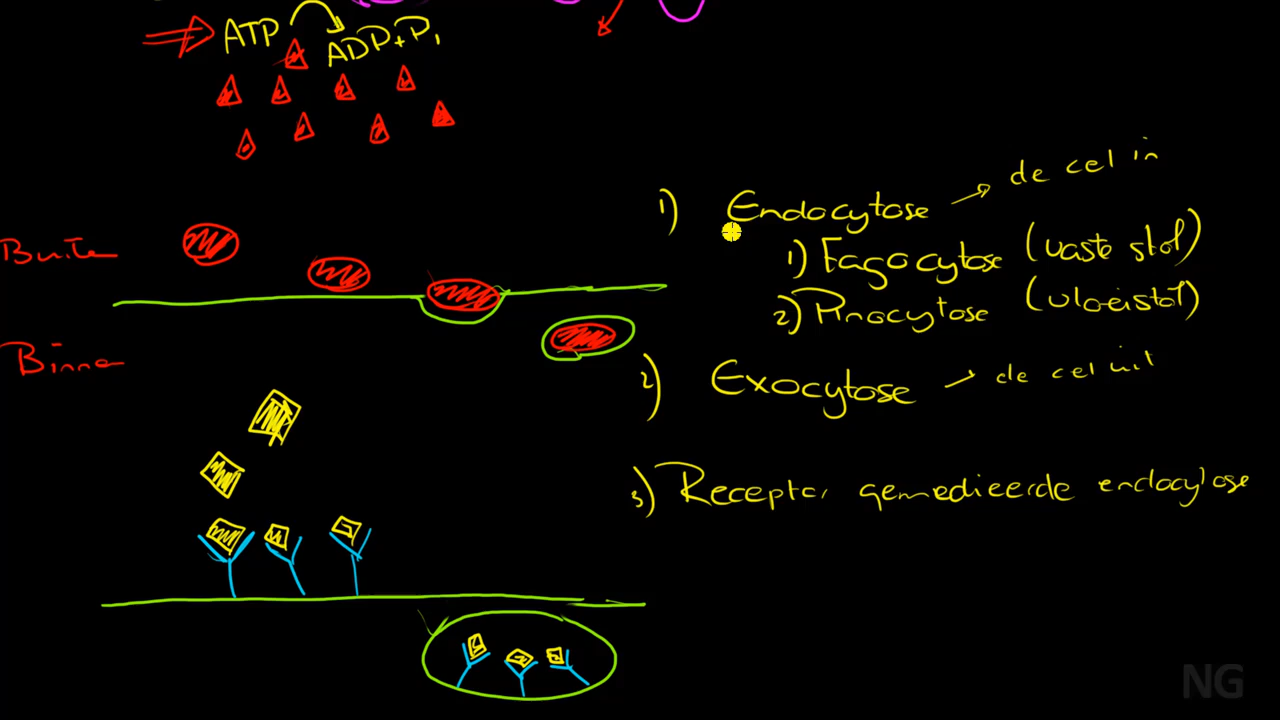 ATP
ADP + P
1) Endocytose → de cel in
Buiten
1) Fagocytose (vaste stof)
2) Pinocytose (vloeistof)
Binnen
2) Exocytose → de cel uit
3) Receptor gemedieerde endocytose
NG